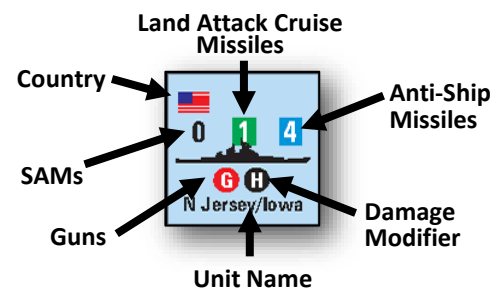 Land Attack Cruise
Missiles
Country
Anti-Ship
Missiles
0 1 4
SAMs
G H
N Jersey/Iowa
Guns
Damage
Modifier
Unit Name